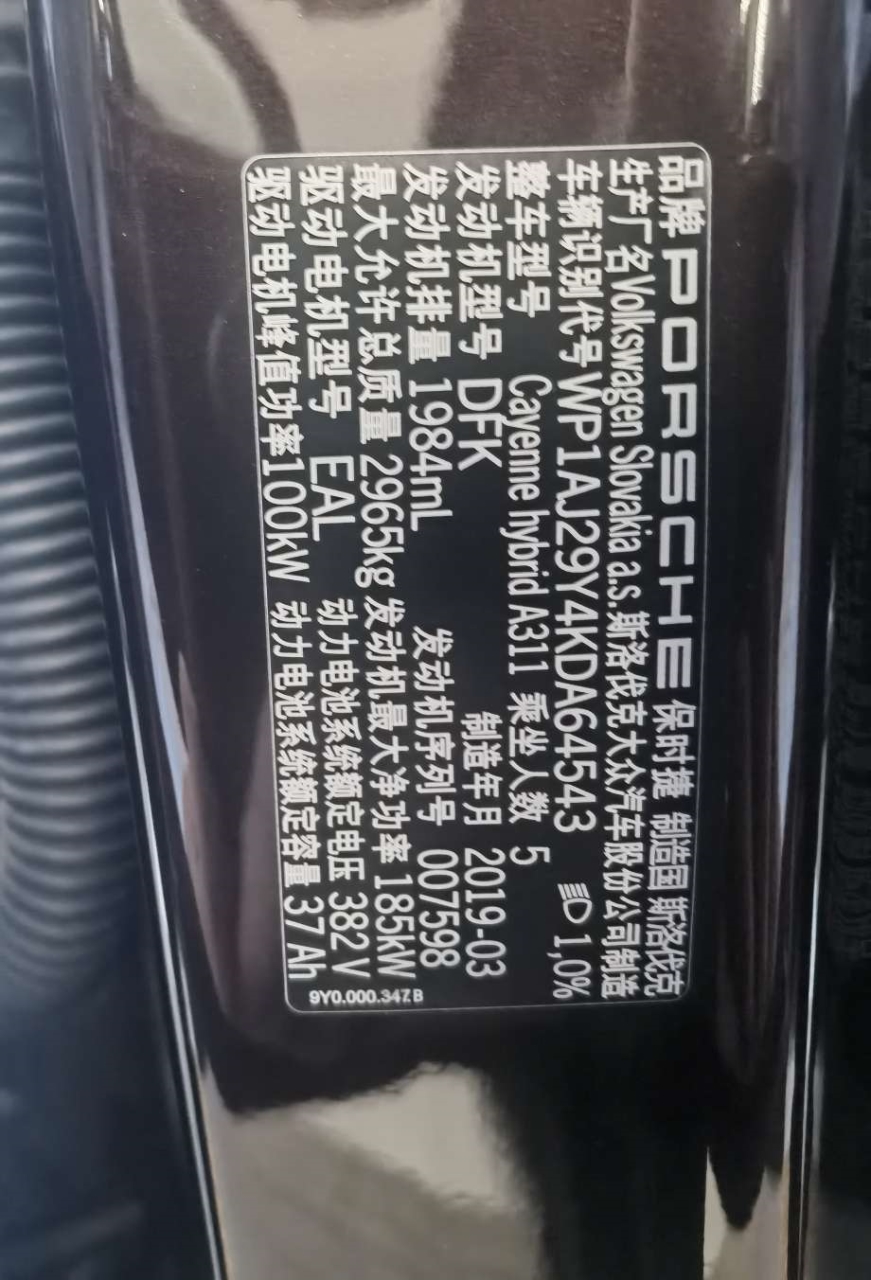 品牌 PORSCHE 保时捷 制造国 斯洛伐克
生产厂名 Volkswagen Slovakia a.s.斯洛伐克大众汽车股份公司制造
车辆识别代号 WP1AJ29Y4KDA64543 1,0%
整车型号 Cayenne hybrid A311 乘坐人数 5
发动机型号 DFK 制造年月 2019-03
发动机排量 1984mL 发动机序列号 007598
最大允许总质量 2965kg 发动机最大净功率 185kW
驱动电机型号 EAL 动力电池系统额定电压 382 V
驱动电机峰值功率 100kW 动力电池系统额定容量 37 Ah
9Y0.000.347.B